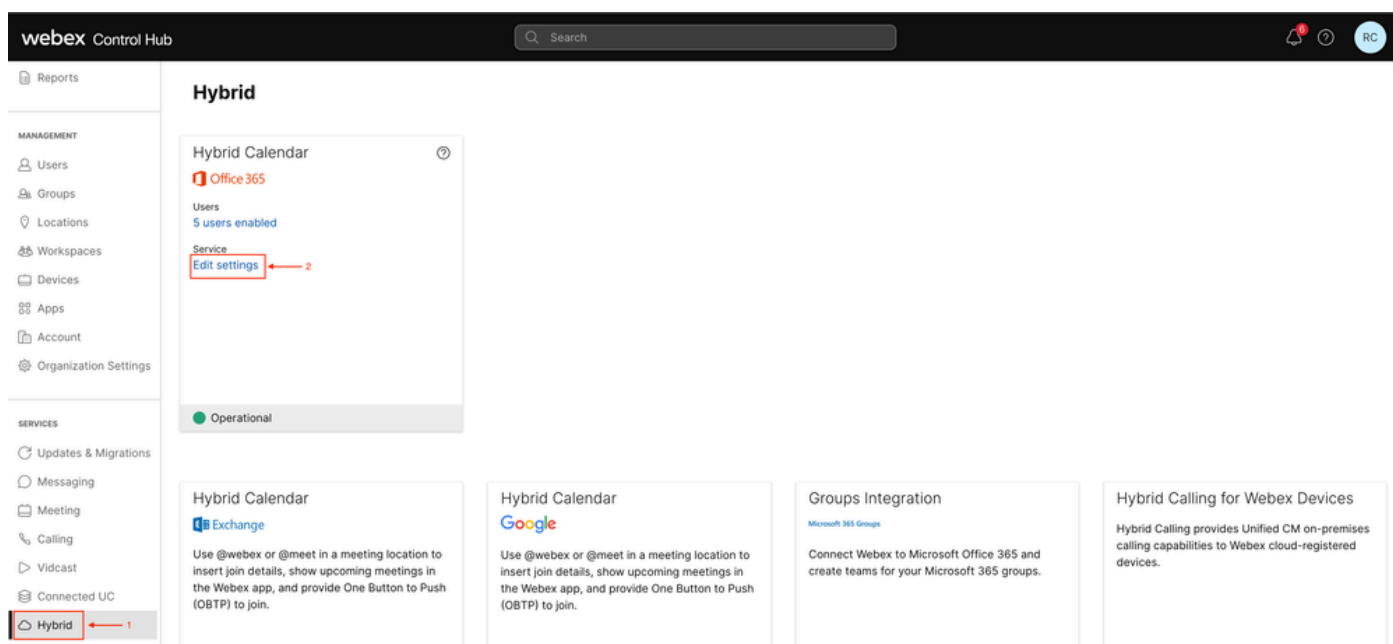 webex Control Hub
Search
6
RC
Reports
MANAGEMENT
Users
Groups
Locations
Workspaces
Devices
Apps
Account
Organization Settings
SERVICES
Updates & Migrations
Messaging
Meeting
Calling
Vidcast
Connected UC
Hybrid
1
Hybrid
Hybrid Calendar
Office 365
Users
5 users enabled
Service
Edit settings
2
Operational
Hybrid Calendar
Exchange
Use @webex or @meet in a meeting location to
insert join details, show upcoming meetings in
the Webex app, and provide One Button to Push
(OBTP) to join.
Hybrid Calendar
Google
Use @webex or @meet in a meeting location to
insert join details, show upcoming meetings in
the Webex app, and provide One Button to Push
(OBTP) to join.
Groups Integration
Microsoft 365 Groups
Connect Webex to Microsoft Office 365 and
create teams for your Microsoft 365 groups.
Hybrid Calling for Webex Devices
Hybrid Calling provides Unified CM on-premises
calling capabilities to Webex cloud-registered
devices.